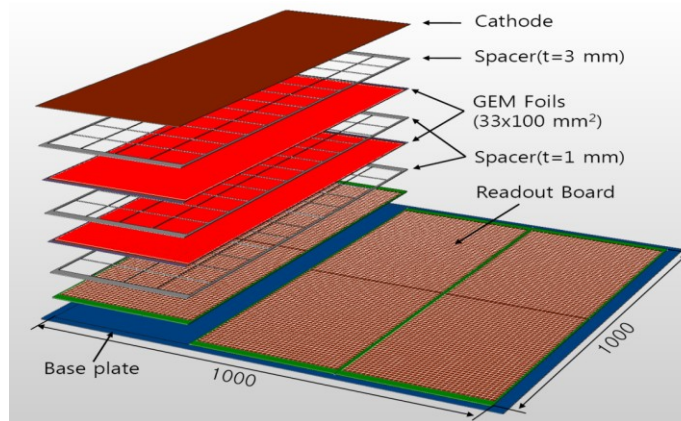 Cathode
Spacer(t=3 mm)
GEM Foils
(33x100 mm²)
Spacer(t=1 mm)
Readout Board
Base plate
1000
1000